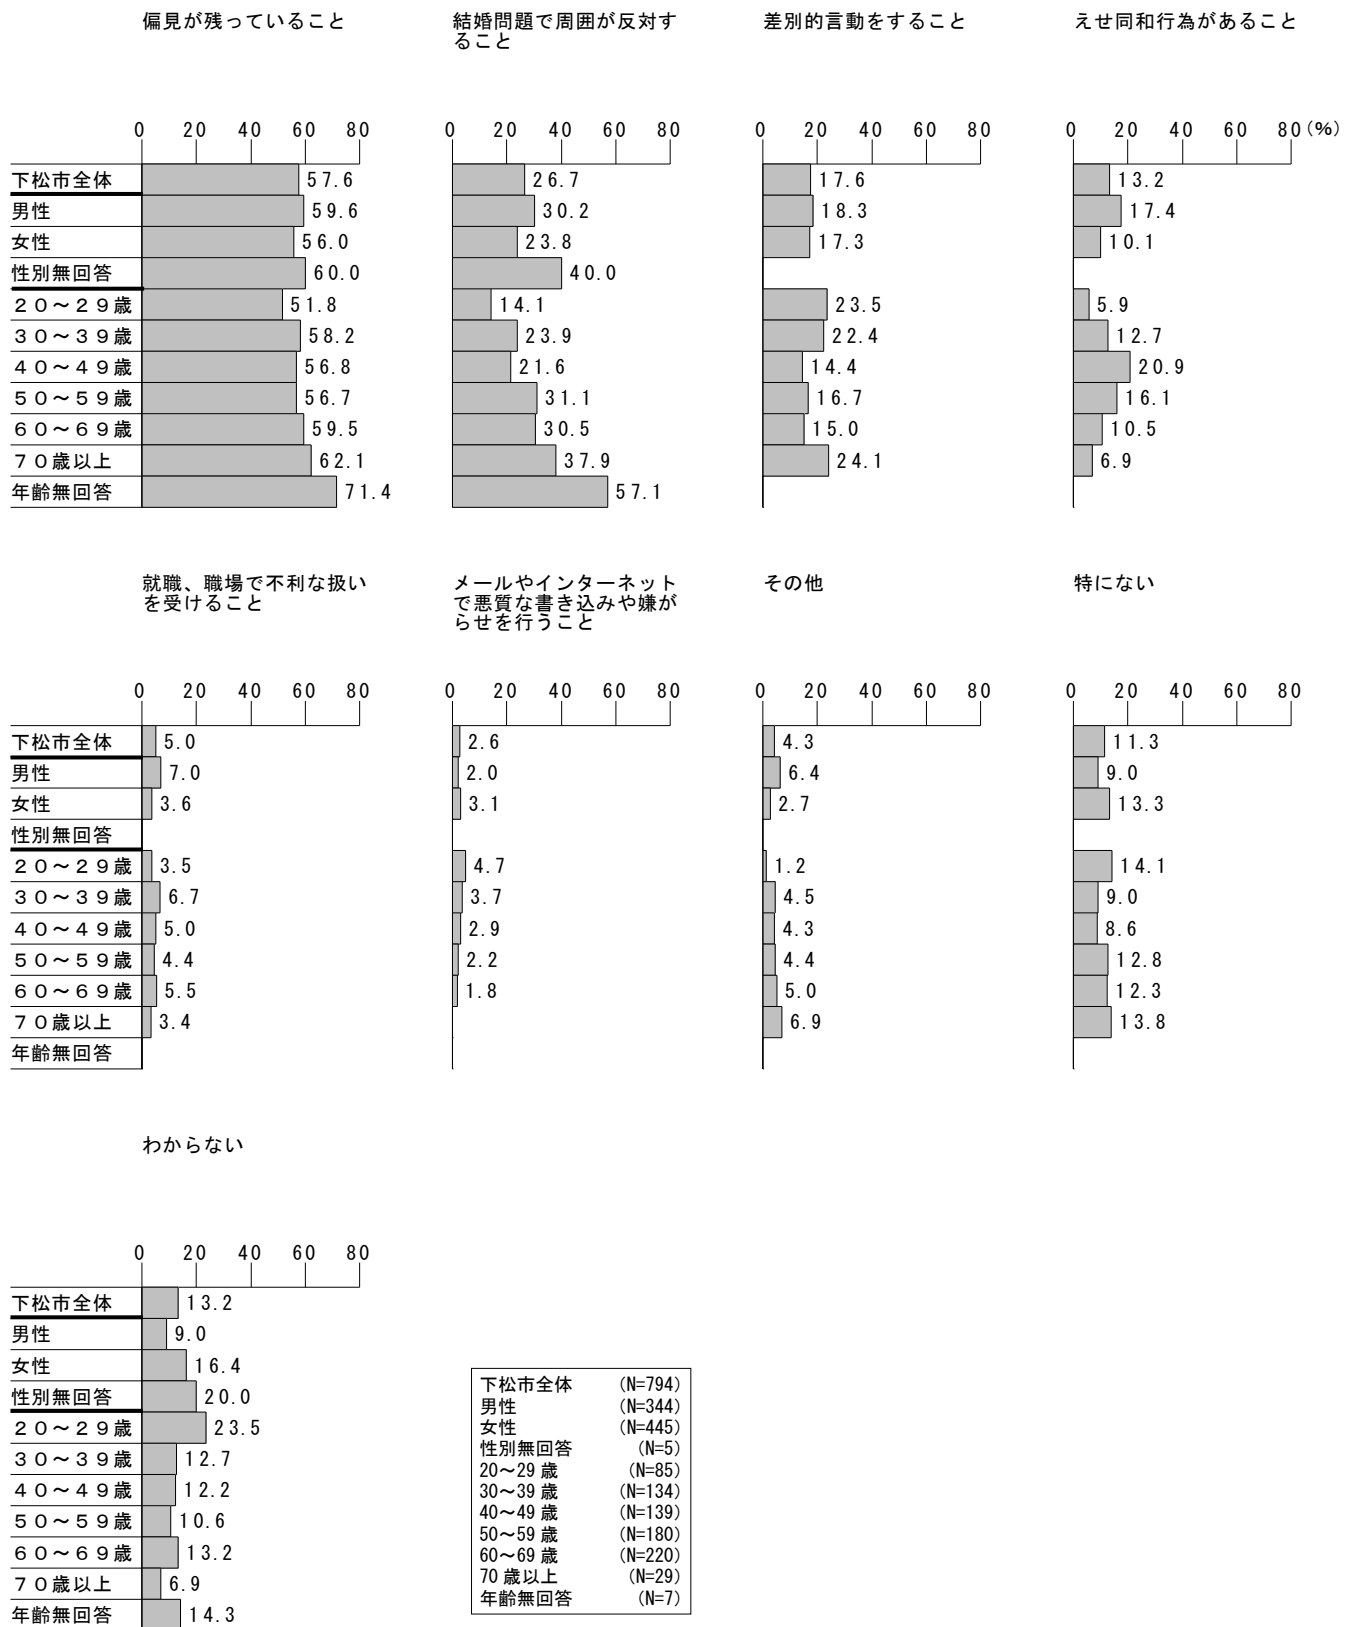 偏見が残っていること
結婚問題で周囲が反対す
ること
差別的言動をすること
えせ同和行為があること
0 20 40 60 80
0 20 40 60 80
0 20 40 60 80
0 20 40 60 80(%)
下松市全体 57.6 26.7 17.6 13.2
男性 59.6 30.2 18.3 17.4
女性 56.0 23.8 17.3 10.1
性別無回答 60.0 40.0
20～29歳 51.8 14.1 23.5 5.9
30～39歳 58.2 23.9 22.4 12.7
40～49歳 56.8 21.6 14.4 20.9
50～59歳 56.7 31.1 16.7 16.1
60～69歳 59.5 30.5 15.0 10.5
70歳以上 62.1 37.9 24.1 6.9
年齢無回答 71.4 57.1
就職、職場で不利な扱い
を受けること
メールやインターネット
で悪質な書き込みや嫌が
らせを行うこと
その他
特にない
0 20 40 60 80
0 20 40 60 80
0 20 40 60 80
0 20 40 60 80
下松市全体 5.0 2.6 4.3 11.3
男性 7.0 2.0 6.4 9.0
女性 3.6 3.1 2.7 13.3
性別無回答
20～29歳 3.5 4.7 1.2 14.1
30～39歳 6.7 3.7 4.5 9.0
40～49歳 5.0 2.9 4.3 8.6
50～59歳 4.4 2.2 4.4 12.8
60～69歳 5.5 1.8 5.0 12.3
70歳以上 3.4 6.9 13.8
年齢無回答
わからない
0 20 40 60 80
下松市全体 13.2
男性 9.0
女性 16.4
性別無回答 20.0
20～29歳 23.5
30～39歳 12.7
40～49歳 12.2
50～59歳 10.6
60～69歳 13.2
70歳以上 6.9
年齢無回答 14.3
下松市全体 (N=794)
男性 (N=344)
女性 (N=445)
性別無回答 (N=5)
20～29 歳 (N=85)
30～39 歳 (N=134)
40～49 歳 (N=139)
50～59 歳 (N=180)
60～69 歳 (N=220)
70 歳以上 (N=29)
年齢無回答 (N=7)